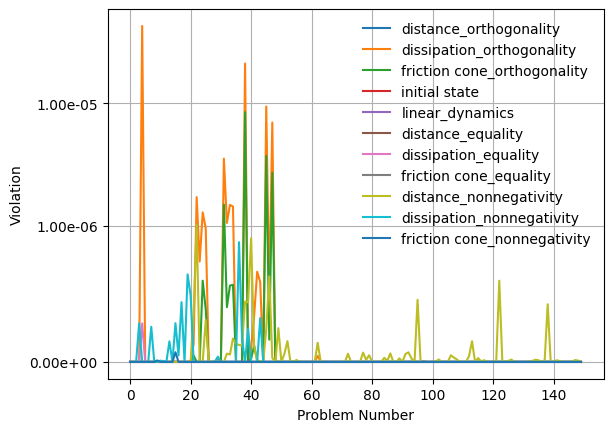 distance_orthogonality
dissipation_orthogonality
friction cone_orthogonality
initial state
linear_dynamics
distance_equality
dissipation_equality
friction cone_equality
distance_nonnegativity
dissipation_nonnegativity
friction cone_nonnegativity
1.00e-05
1.00e-06
0.00e+00
Violation
0 20 40 60 80 100 120 140
Problem Number